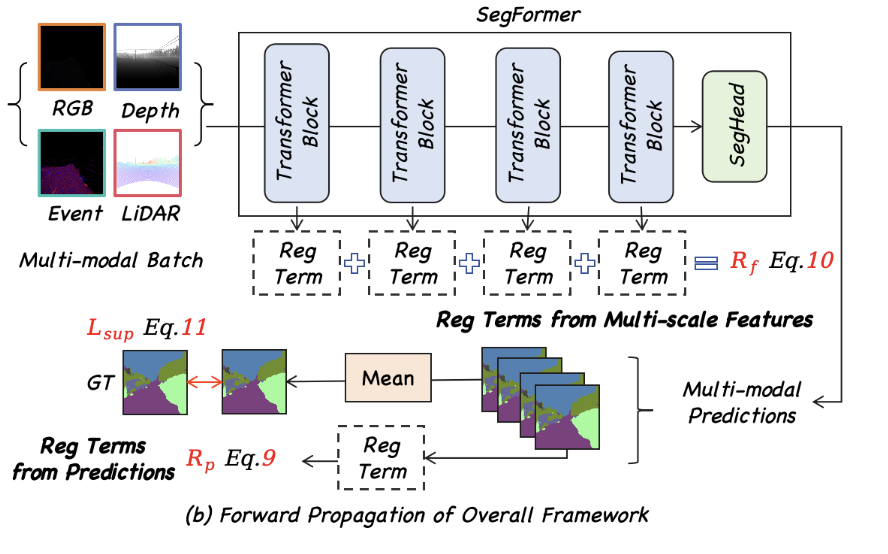 SegFormer
RGB
Depth
Event
LiDAR
Multi-modal Batch
Transformer
Block
Transformer
Block
Transformer
Block
Transformer
Block
SegHead
Reg
Term
Reg
Term
Reg
Term
Reg
Term
R_f Eq.10
Reg Terms from Multi-scale Features
L_sup Eq.11
GT
Mean
Multi-modal
Predictions
Reg Terms
from Predictions
R_p Eq.9
Reg
Term
(b) Forward Propagation of Overall Framework